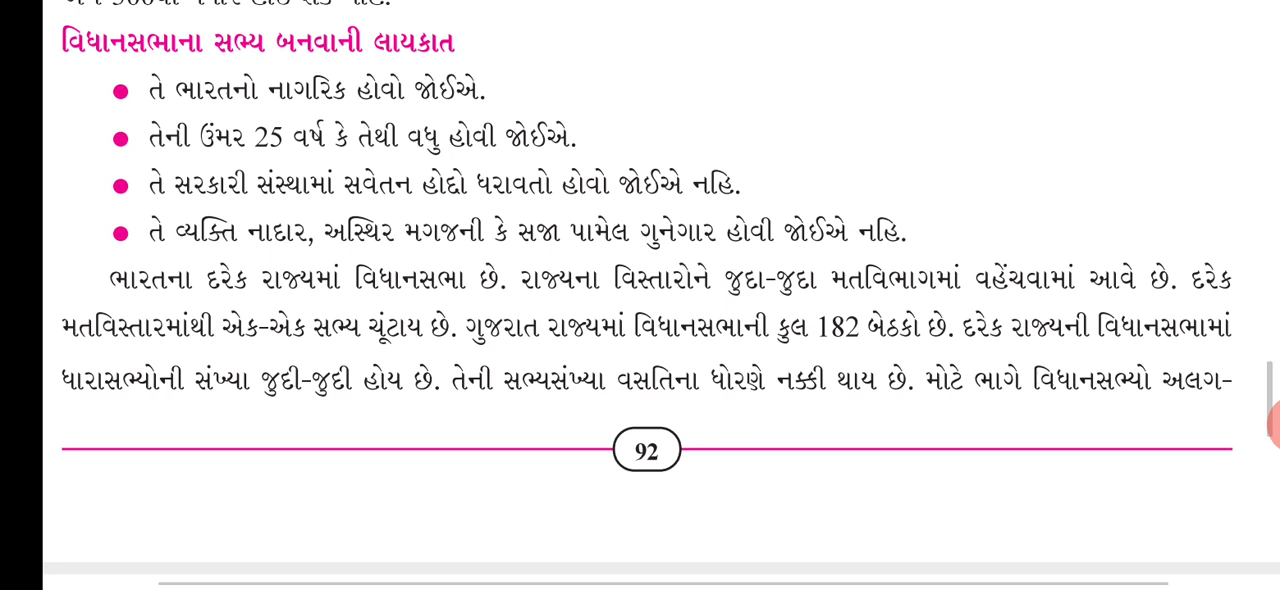 વિધાનસભાના સભ્ય બનવાની લાયકાત
● તે ભારતનો નાગરિક હોવો જોઈએ.
● તેની ઉંમર 25 વર્ષ કે તેથી વધુ હોવી જોઈએ.
● તે સરકારી સંસ્થામાં સવેતન હોદ્દો ધરાવતો હોવો જોઈએ નહિ.
● તે વ્યક્તિ નાદાર, અસ્થિર મગજની કે સજા પામેલ ગુનેગાર હોવી જોઈએ નહિ.
ભારતના દરેક રાજ્યમાં વિધાનસભા છે. રાજ્યના વિસ્તારોને જુદા-જુદા મતવિભાગમાં વહેંચવામાં આવે છે. દરેક
મતવિસ્તારમાંથી એક-એક સભ્ય ચૂંટાય છે. ગુજરાત રાજ્યમાં વિધાનસભાની કુલ 182 બેઠકો છે. દરેક રાજ્યની વિધાનસભામાં
ધારાસભ્યોની સંખ્યા જુદી-જુદી હોય છે. તેની સભ્યસંખ્યા વસતિના ધોરણે નક્કી થાય છે. મોટે ભાગે વિધાનસભ્યો અલગ-
92